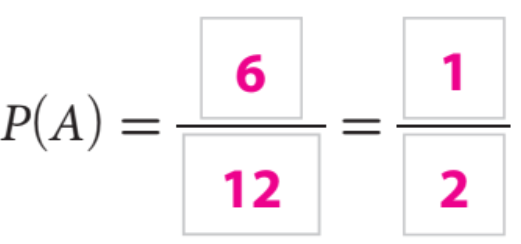 P(A) = 6/12 = 1/2